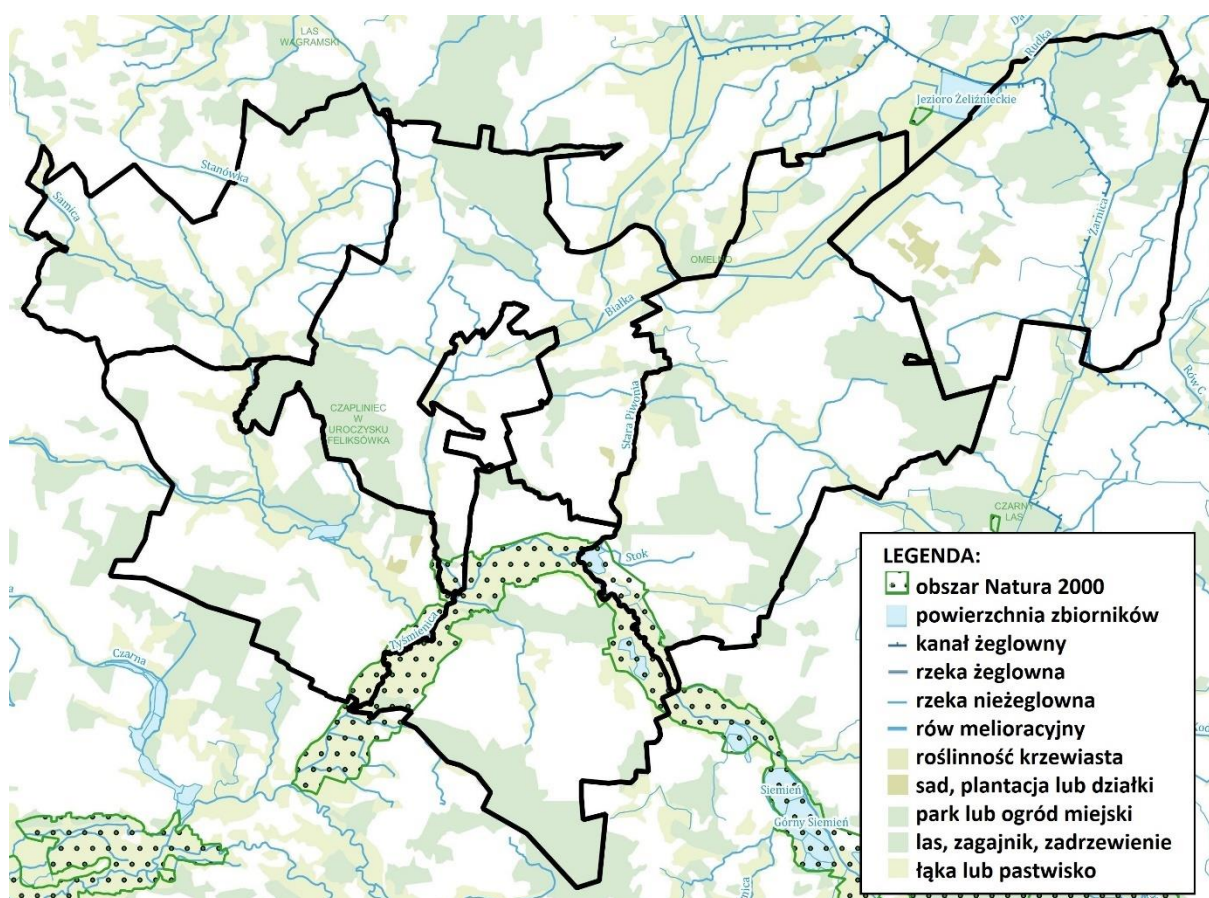 LAS
WĄGRAMSKI
Rudka
Jezioro Żeliźnieckie
Stanówka
Samica
Żarnica
OMELNO
Białka
Rów C
Stara Piwonia
CZAPLINIEC
W
UROCZYSKU
FELIKSÓWKA
CZARNY
LAS
Stok
Tyśmienica
Czarna
Siemień
Górny Siemień
LEGENDA:
obszar Natura 2000
powierzchnia zbiorników
kanał żeglowny
rzeka żeglowna
rzeka nieżeglowna
rów melioracyjny
roślinność krzewiasta
sad, plantacja lub działki
park lub ogród miejski
las, zagajnik, zadrzewienie
łąka lub pastwisko